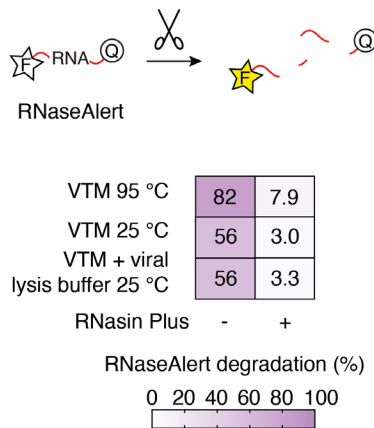 F RNA Q
F Q
RNaseAlert
VTM 95 °C 82 7.9
VTM 25 °C 56 3.0
VTM + viral
lysis buffer 25 °C 56 3.3
RNasin Plus - +
RNaseAlert degradation (%)
0 20 40 60 80 100